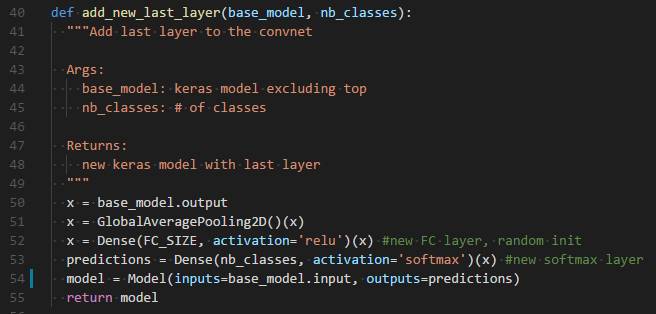 40 def add_new_last_layer(base_model, nb_classes):
41 """Add last layer to the convnet
42
43 Args:
44 base_model: keras model excluding top
45 nb_classes: # of classes
46
47 Returns:
48 new keras model with last layer
49 """
50 x = base_model.output
51 x = GlobalAveragePooling2D()(x)
52 x = Dense(FC_SIZE, activation='relu')(x) #new FC layer, random init
53 predictions = Dense(nb_classes, activation='softmax')(x) #new softmax layer
54 model = Model(inputs=base_model.input, outputs=predictions)
55 return model